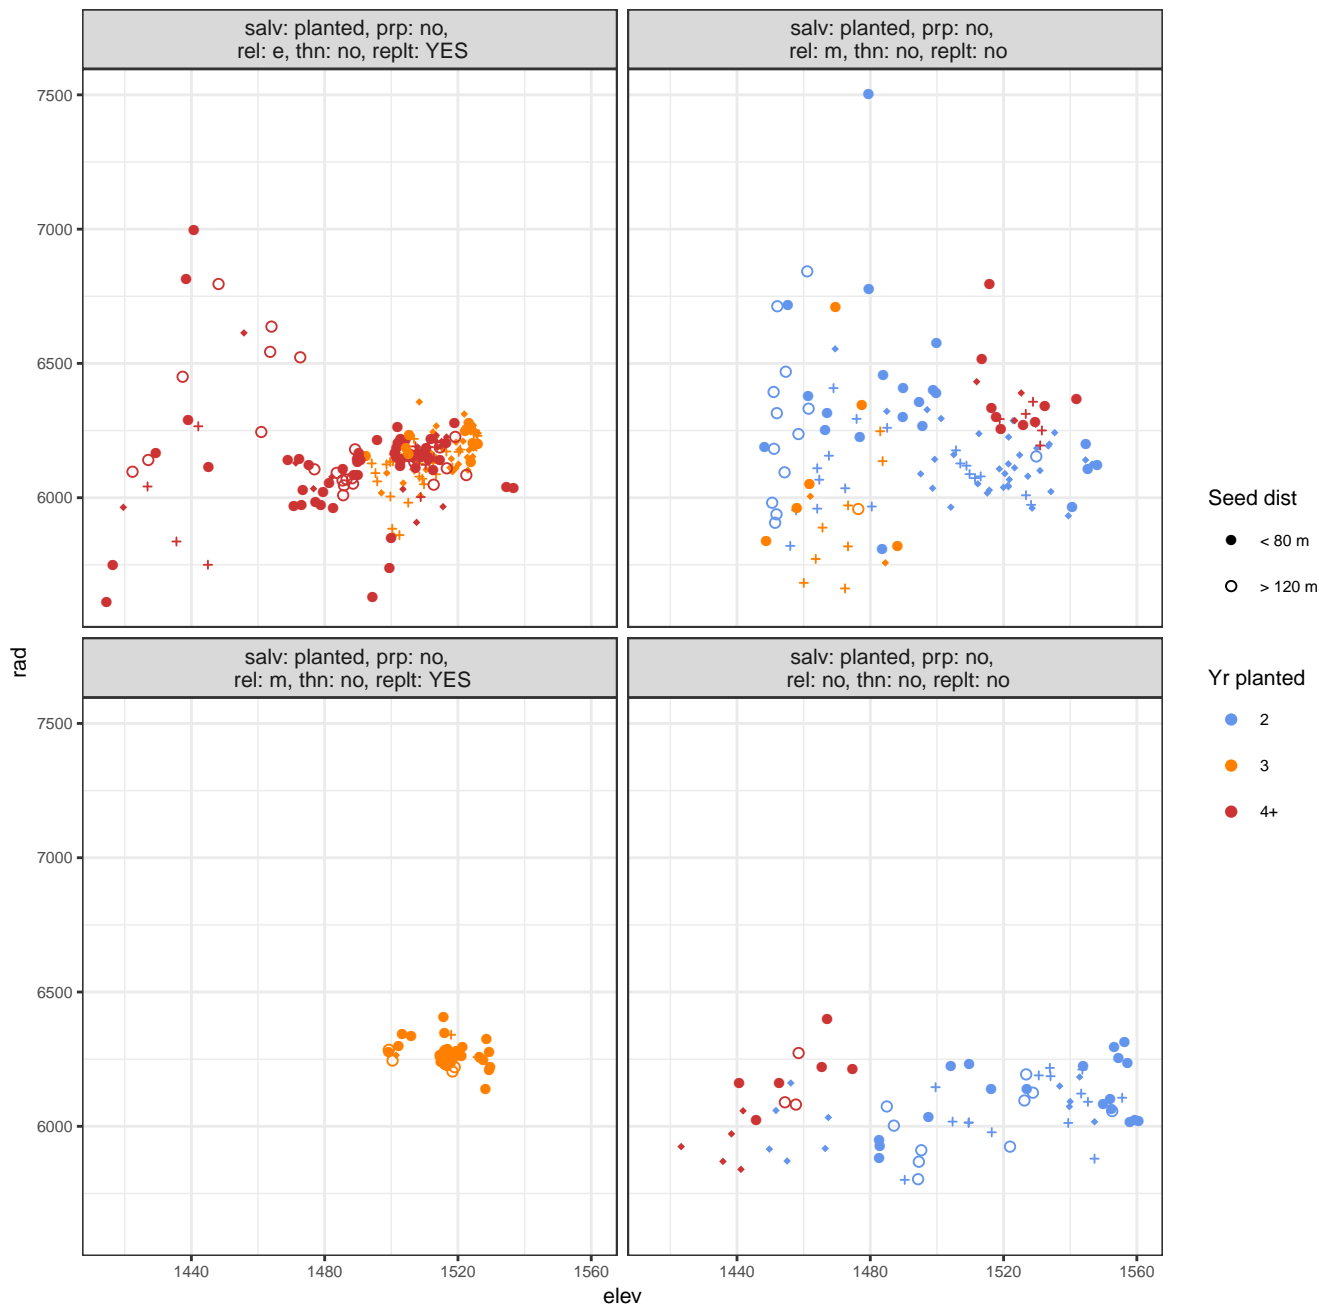 salv: planted, prp: no,
rel: e, thn: no, replt: YES
salv: planted, prp: no,
rel: m, thn: no, replt: no
7500
7000
6500
6000
salv: planted, prp: no,
rel: m, thn: no, replt: YES
salv: planted, prp: no,
rel: no, thn: no, replt: no
7500
7000
6500
6000
rad
1440
1480
1520
1560
1440
1480
1520
1560
elev
Seed dist
< 80 m
> 120 m
Yr planted
2
3
4+